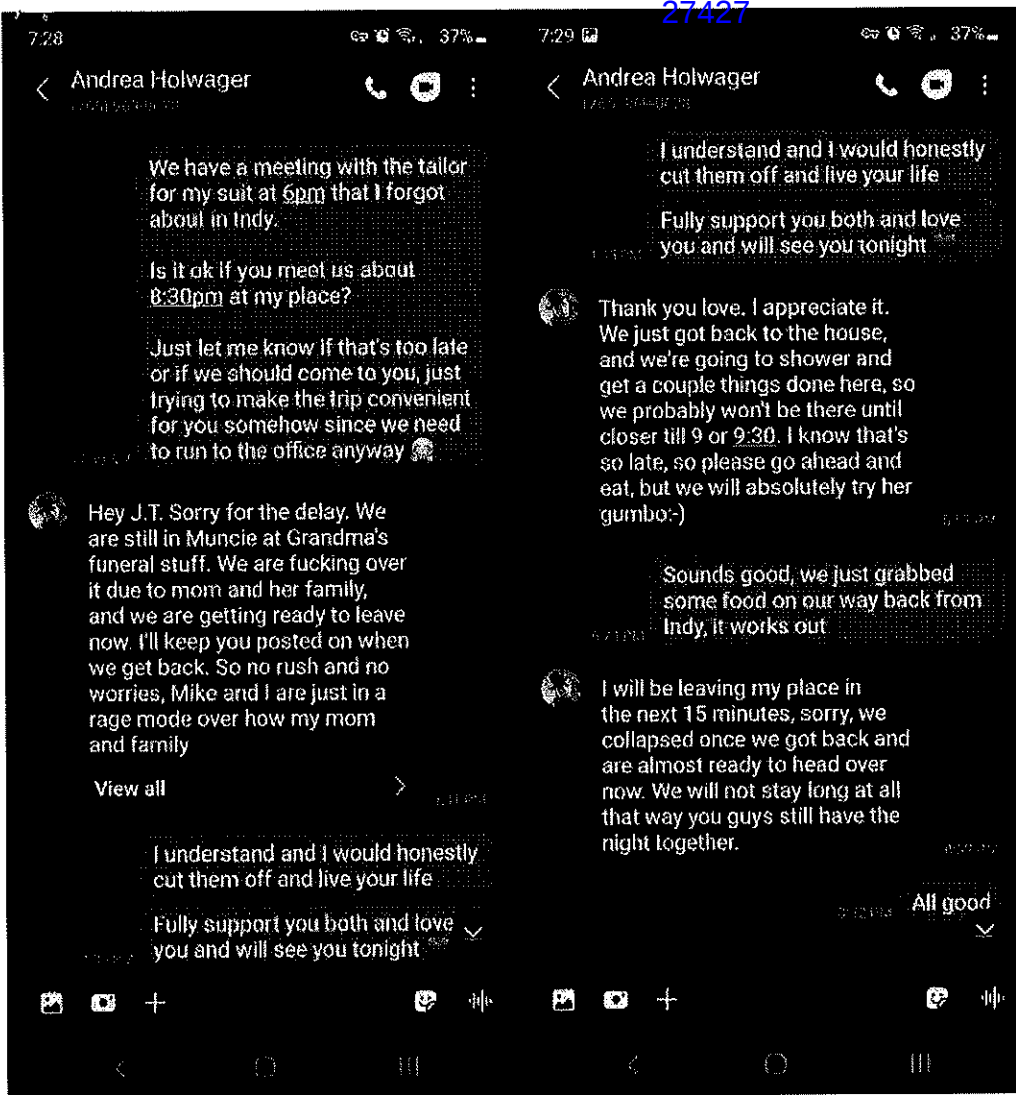 27427
7:28
37%
Andrea Holwager
We have a meeting with the tailor
for my suit at 6pm that I forgot
about in Indy.
Is it ok if you meet us about
8:30pm at my place?
Just let me know if that's too late
or if we should come to you, just
trying to make the trip convenient
for you somehow since we need
to run to the office anyway
Hey J.T. Sorry for the delay. We
are still in Muncie at Grandma's
funeral stuff. We are fucking over
it due to mom and her family,
and we are getting ready to leave
now. I'll keep you posted on when
we get back. So no rush and no
worries, Mike and I are just in a
rage mode over how my mom
and family
View all
I understand and I would honestly
cut them off and live your life
Fully support you both and love
you and will see you tonight
7:29
37%
Andrea Holwager
I understand and I would honestly
cut them off and live your life
Fully support you both and love
you and will see you tonight
Thank you love. I appreciate it.
We just got back to the house,
and we're going to shower and
get a couple things done here, so
we probably won't be there until
closer till 9 or 9:30. I know that's
so late, so please go ahead and
eat, but we will absolutely try her
gumbo:-)
Sounds good, we just grabbed
some food on our way back from
Indy, it works out
I will be leaving my place in
the next 15 minutes, sorry, we
collapsed once we got back and
are almost ready to head over
now. We will not stay long at all
that way you guys still have the
night together.
All good